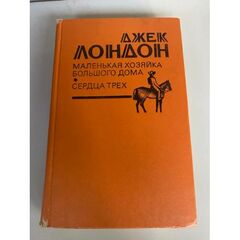 ДЖЕК
ЛОНДОН
МАЛЕНЬКАЯ ХОЗЯЙКА
БОЛЬШОГО ДОМА
СЕРДЦА ТРЕХ